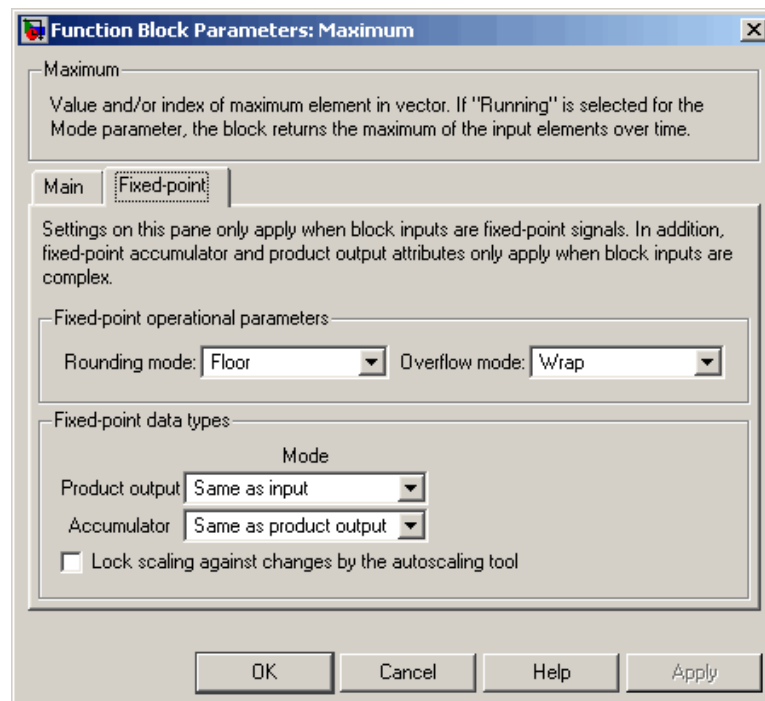 Function Block Parameters: Maximum
Maximum
Value and/or index of maximum element in vector. If "Running" is selected for the
Mode parameter, the block returns the maximum of the input elements over time.
Main Fixed-point
Settings on this pane only apply when block inputs are fixed-point signals. In addition,
fixed-point accumulator and product output attributes only apply when block inputs are
complex.
Fixed-point operational parameters
Rounding mode: Floor Overflow mode: Wrap
Fixed-point data types
Mode
Product output Same as input
Accumulator Same as product output
Lock scaling against changes by the autoscaling tool
OK Cancel Help Apply